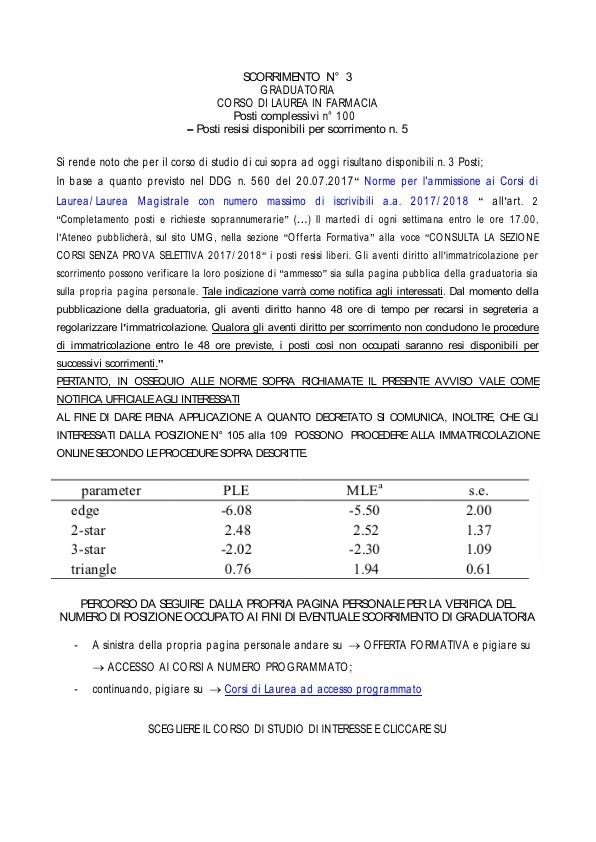 SCORRIMENTO N° 3
GRADUATORIA
CORSO DI LAUREA IN FARMACIA
Posti complessivi n° 100
– Posti resisi disponibili per scorrimento n. 5
Si rende noto che per il corso di studio di cui sopra ad oggi risultano disponibili n. 3 Posti;
In base a quanto previsto nel DDG n. 560 del 20.07.2017“ Norme per l'ammissione ai Corsi di
Laurea/Laurea Magistrale con numero massimo di iscrivibili a.a. 2017/2018 “ all'art. 2
“Completamento posti e richieste soprannumerarie” (…) Il martedì di ogni settimana entro le ore 17.00,
l'Ateneo pubblicherà, sul sito UMG, nella sezione “Offerta Formativa” alla voce “CONSULTA LA SEZIONE
CORSI SENZA PROVA SELETTIVA 2017/2018“ i posti resisi liberi. Gli aventi diritto all'immatricolazione per
scorrimento possono verificare la loro posizione di “ammesso” sia sulla pagina pubblica della graduatoria sia
sulla propria pagina personale. Tale indicazione varrà come notifica agli interessati. Dal momento della
pubblicazione della graduatoria, gli aventi diritto hanno 48 ore di tempo per recarsi in segreteria a
regolarizzare l'immatricolazione. Qualora gli aventi diritto per scorrimento non concludono le procedure
di immatricolazione entro le 48 ore previste, i posti così non occupati saranno resi disponibili per
successivi scorrimenti.”
PERTANTO, IN OSSEQUIO ALLE NORME SOPRA RICHIAMATE IL PRESENTE AVVISO VALE COME
NOTIFICA UFFICIALE AGLI INTERESSATI
AL FINE DI DARE PIENA APPLICAZIONE A QUANTO DECRETATO SI COMUNICA, INOLTRE, CHE GLI
INTERESSATI DALLA POSIZIONE N° 105 alla 109 POSSONO PROCEDERE ALLA IMMATRICOLAZIONE
ONLINE SECONDO LE PROCEDURE SOPRA DESCRITTE.
parameter PLE MLEa s.e.
edge -6.08 -5.50 2.00
2-star 2.48 2.52 1.37
3-star -2.02 -2.30 1.09
triangle 0.76 1.94 0.61
PERCORSO DA SEGUIRE DALLA PROPRIA PAGINA PERSONALE PER LA VERIFICA DEL
NUMERO DI POSIZIONE OCCUPATO AI FINI DI EVENTUALE SCORRIMENTO DI GRADUATORIA
- A sinistra della propria pagina personale andare su → OFFERTA FORMATIVA e pigiare su
→ ACCESSO AI CORSI A NUMERO PROGRAMMATO;
- continuando, pigiare su → Corsi di Laurea ad accesso programmato
SCEGLIERE IL CORSO DI STUDIO DI INTERESSE E CLICCARE SU